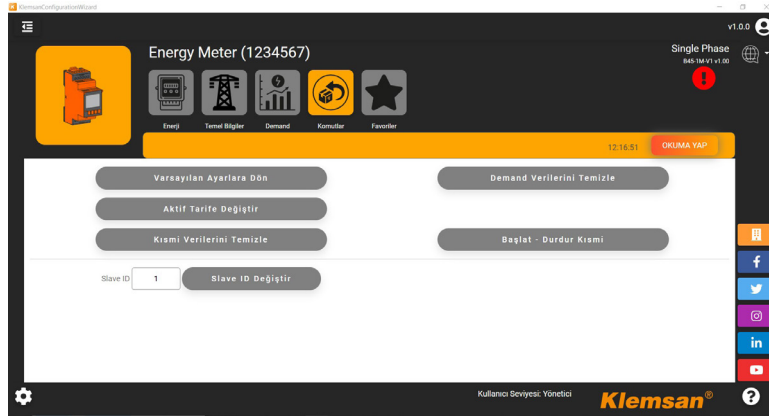 KlemsanConfigurationWizard
v1.0.0
Energy Meter (1234567)
Single Phase
B45-1M-V1 v1.00
Enerji
Temel Bilgiler
Demand
Komutlar
Favoriler
12:16:51
OKUMA YAP
Varsayılan Ayarlara Dön
Demand Verilerini Temizle
Aktif Tarife Değiştir
Kısmi Verilerini Temizle
Başlat - Durdur Kısmi
Slave ID
1
Slave ID Değiştir
in
Kullanıcı Seviyesi: Yönetici
Klemsan®